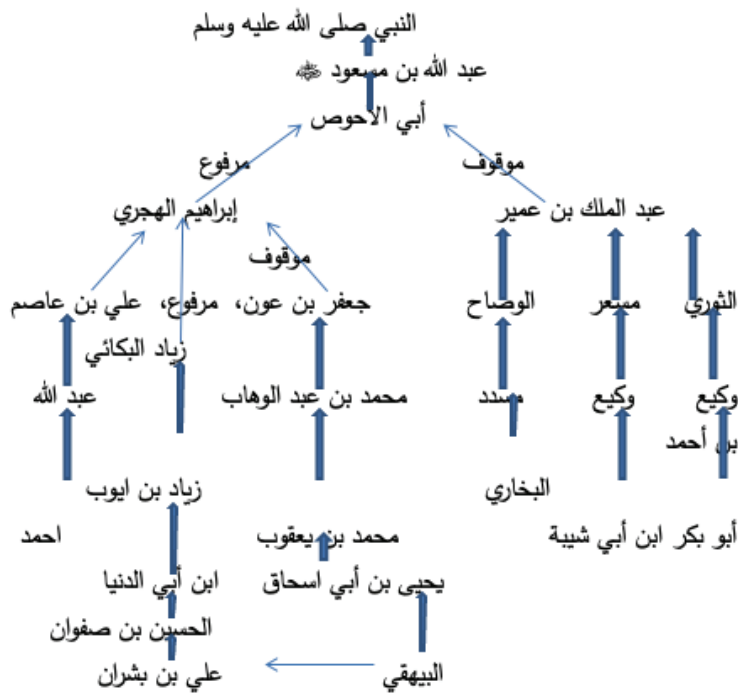 النبي صلى الله عليه وسلم
عبد الله بن مسعود ﷺ
أبي الاحوص
موقوف مرفوع
عبد الملك بن عمير إبراهيم الهجري
موقوف
الثوري مسعر الوضاح جعفر بن عون، مرفوع، علي بن عاصم
زياد البكائي
وكيع وكيع مسدد محمد بن عبد الوهاب عبد الله
بن أحمد
البخاري زياد بن ايوب
أبو بكر ابن أبي شيبة محمد بن يعقوب احمد
يحيى بن أبي اسحاق ابن أبي الدنيا
الحسين بن صفوان
البيهقي علي بن بشران